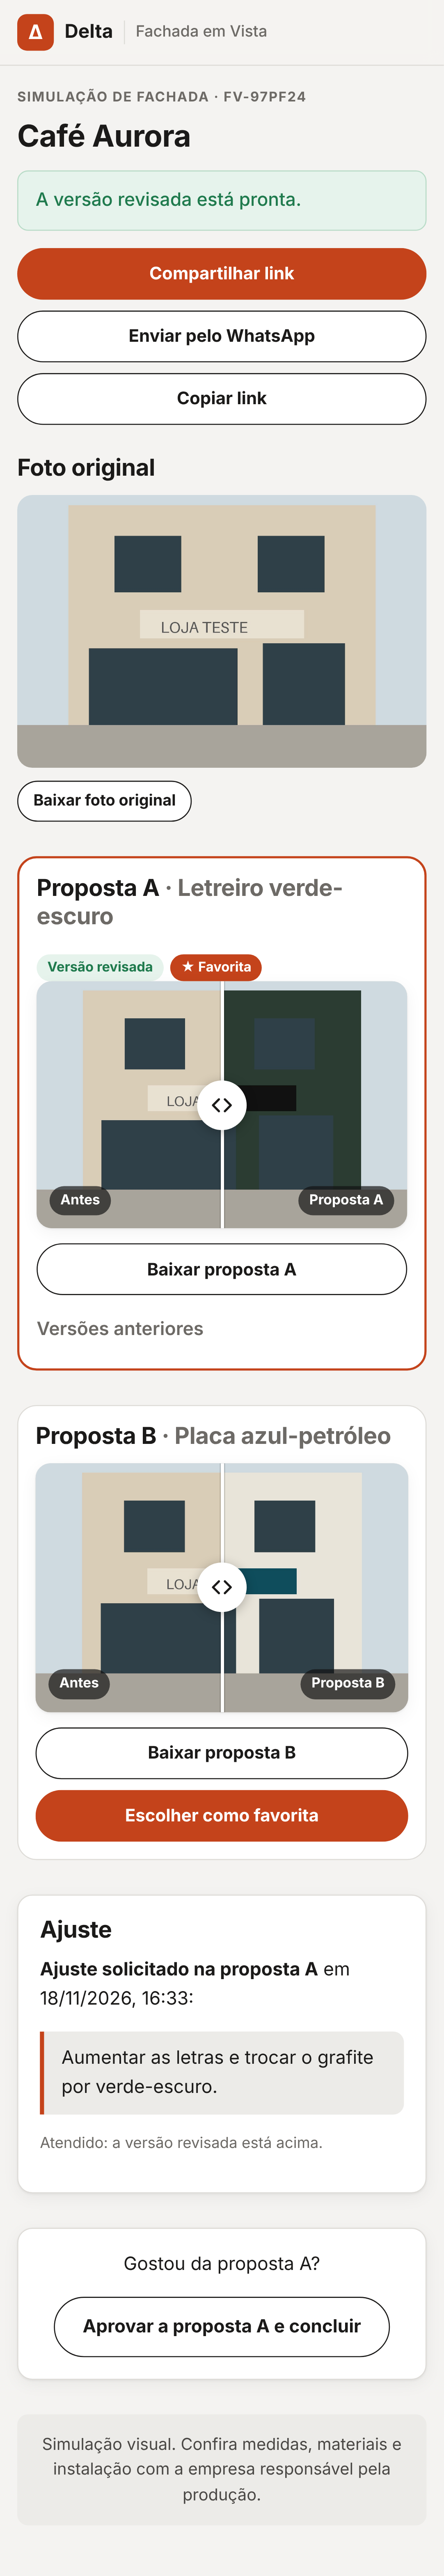 Δ Delta | Fachada em Vista
SIMULAÇÃO DE FACHADA · FV-97PF24
Café Aurora
A versão revisada está pronta.
Compartilhar link
Enviar pelo WhatsApp
Copiar link
Foto original
LOJA TESTE
Baixar foto original
Proposta A · Letreiro verde-
escuro
Versão revisada ★ Favorita
LOJA
Antes Proposta A
Baixar proposta A
Versões anteriores
Proposta B · Placa azul-petróleo
LOJA
Antes Proposta B
Baixar proposta B
Escolher como favorita
Ajuste
Ajuste solicitado na proposta A em
18/11/2026, 16:33:
Aumentar as letras e trocar o grafite
por verde-escuro.
Atendido: a versão revisada está acima.
Gostou da proposta A?
Aprovar a proposta A e concluir
Simulação visual. Confira medidas, materiais e
instalação com a empresa responsável pela
produção.